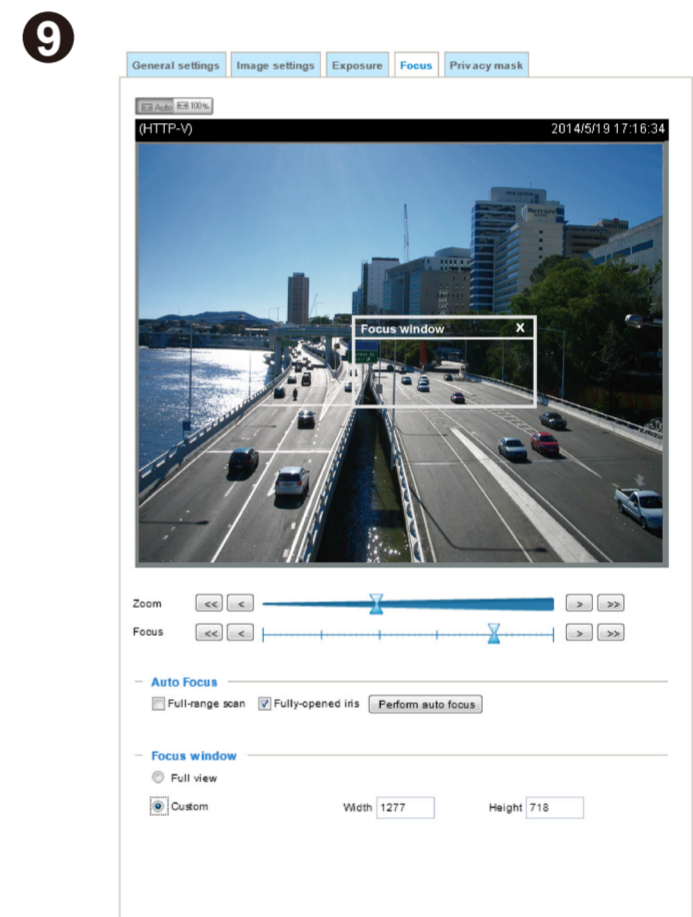 9
General settings Image settings Exposure Focus Privacy mask
Auto 100%
(HTTP-V) 2014/5/19 17:16:34
Focus window X
Zoom << < > >>
Focus << < > >>
Auto Focus
Full-range scan Fully-opened iris Perform auto focus
Focus window
Full view
Custom Width 1277 Height 718